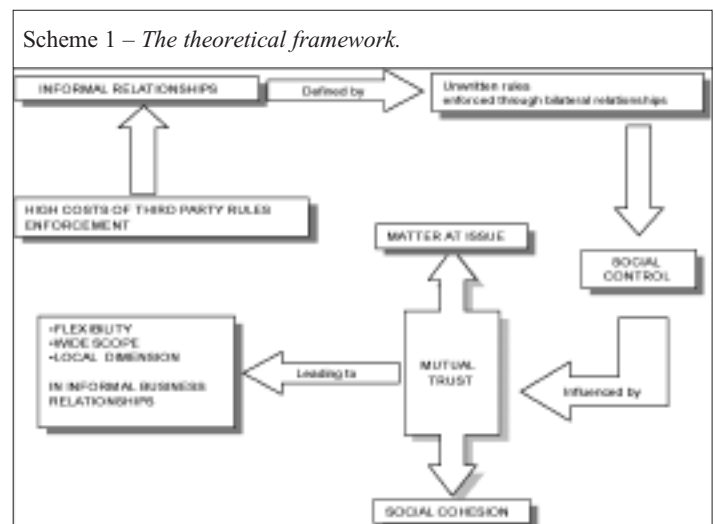 Scheme 1 – The theoretical framework.
INFORMAL RELATIONSHIPS
Defined by
Unwritten rules
enforced through bilateral relationships
HIGH COSTS OF THIRD PARTY RULES
ENFORCEMENT
MATTER AT ISSUE
SOCIAL
CONTROL
•FLEXIBILITY
•WIDE SCOPE
•LOCAL DIMENSION
IN INFORMAL BUSINESS
RELATIONSHIPS
Leading to
MUTUAL
TRUST
Influenced by
SOCIAL COHESION